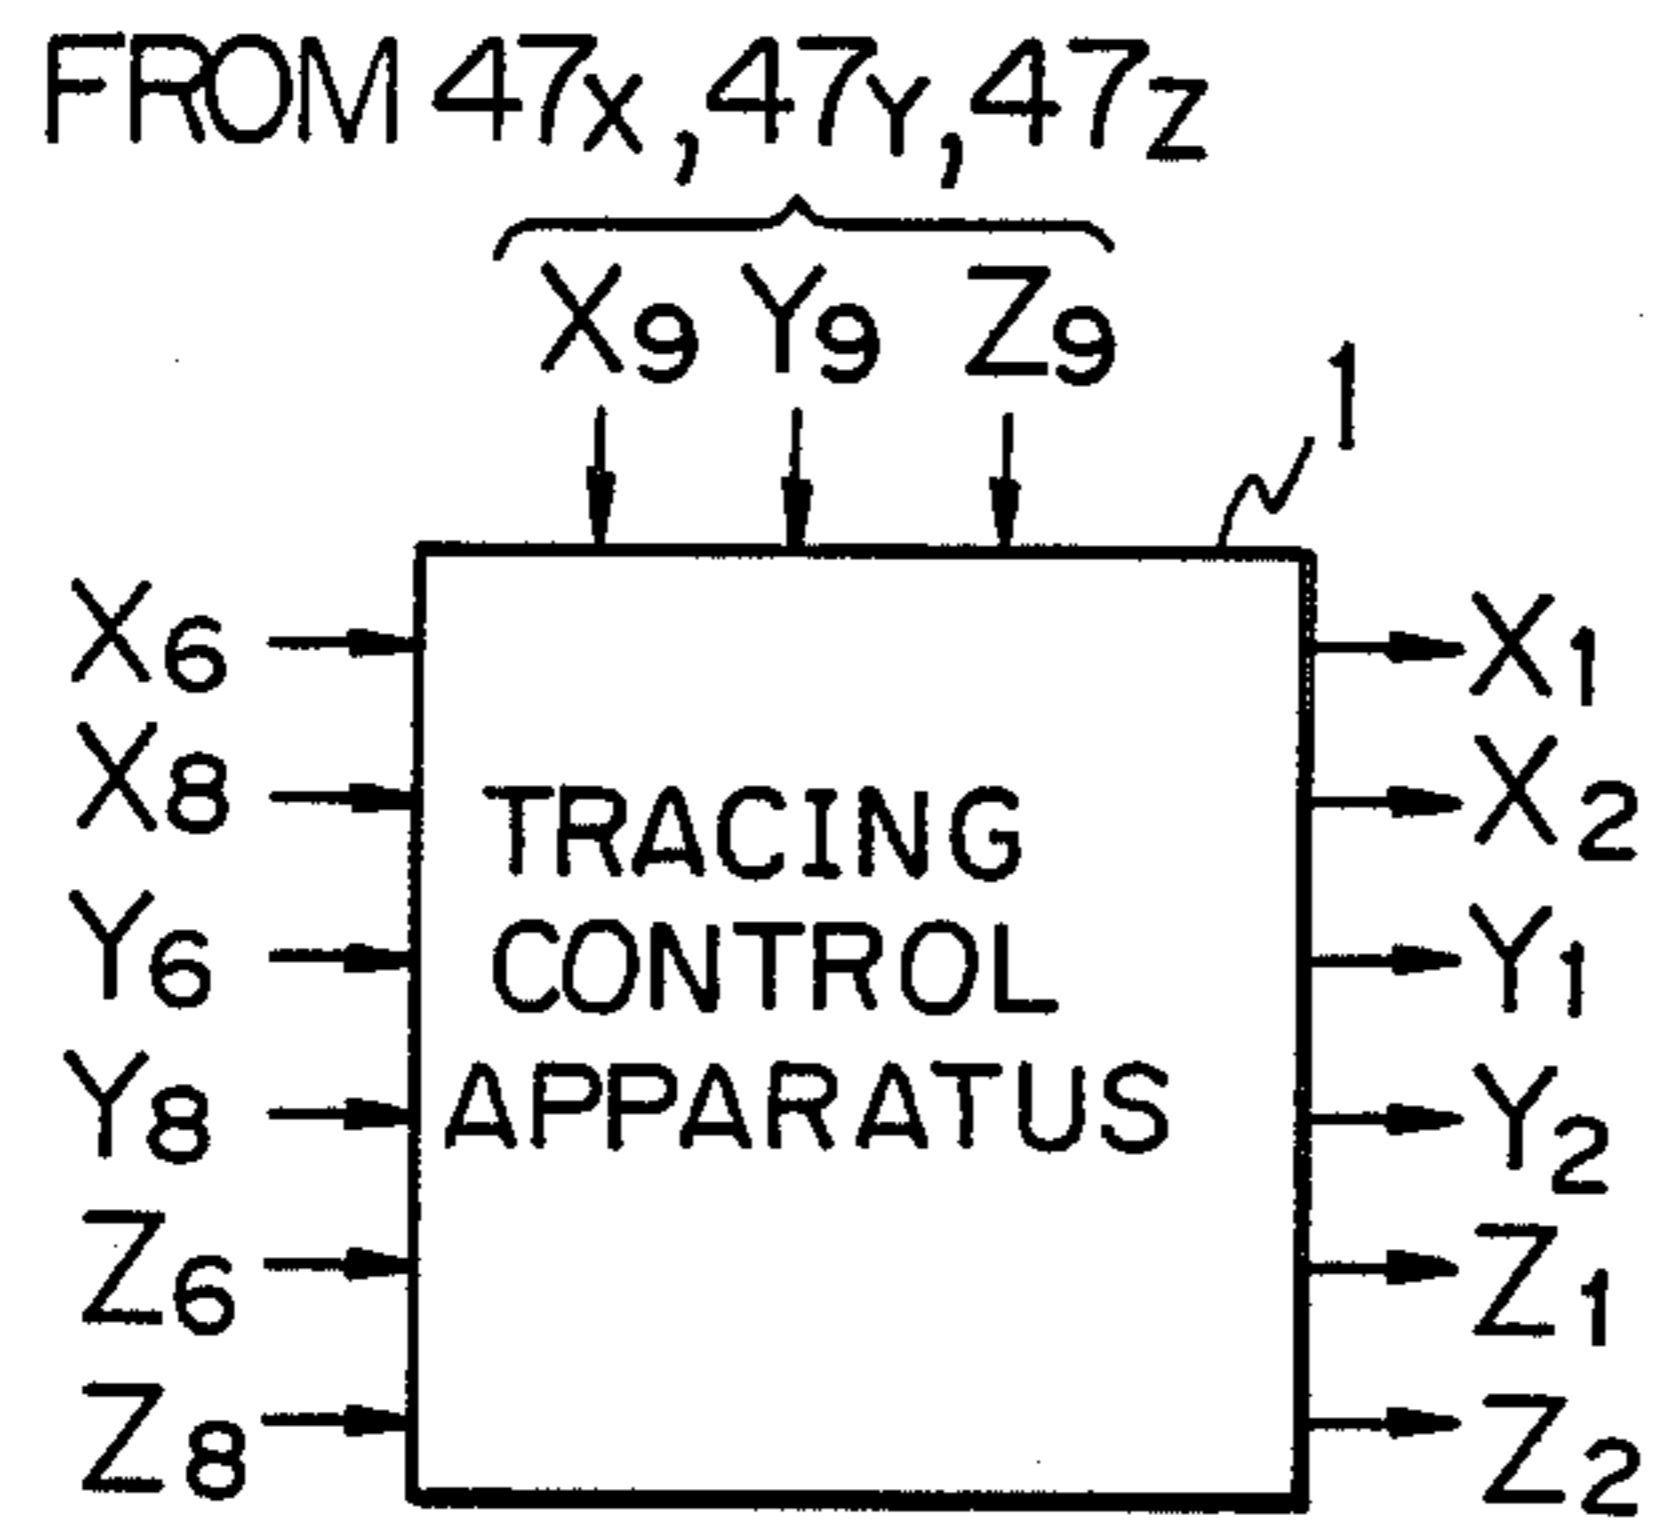 FROM 47X, 47Y, 47Z
X9 Y9 Z9
1
X6
X8
Y6
Y8
Z6
Z8
TRACING
CONTROL
APPARATUS
X1
X2
Y1
Y2
Z1
Z2